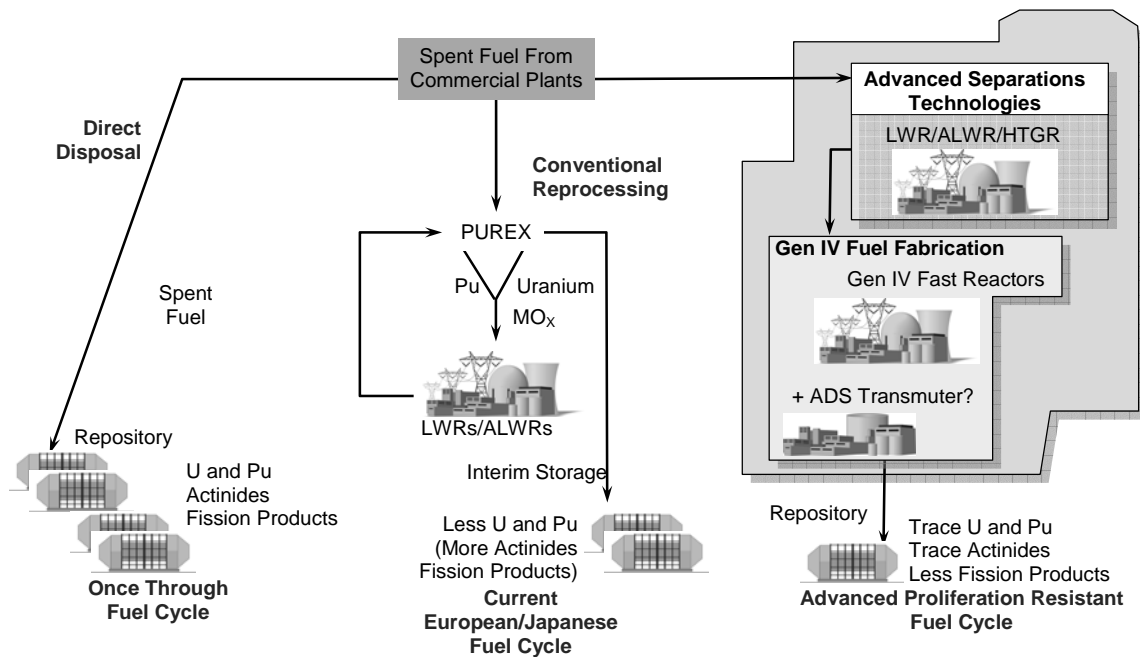 Spent Fuel From
Commercial Plants
Direct
Disposal
Spent
Fuel
Repository
U and Pu
Actinides
Fission Products
Once Through
Fuel Cycle
Conventional
Reprocessing
PUREX
Pu
Uranium
MOX
LWRs/ALWRs
Interim Storage
Less U and Pu
(More Actinides
Fission Products)
Current
European/Japanese
Fuel Cycle
Advanced Separations
Technologies
LWR/ALWR/HTGR
Gen IV Fuel Fabrication
Gen IV Fast Reactors
+ ADS Transmuter?
Repository
Trace U and Pu
Trace Actinides
Less Fission Products
Advanced Proliferation Resistant
Fuel Cycle